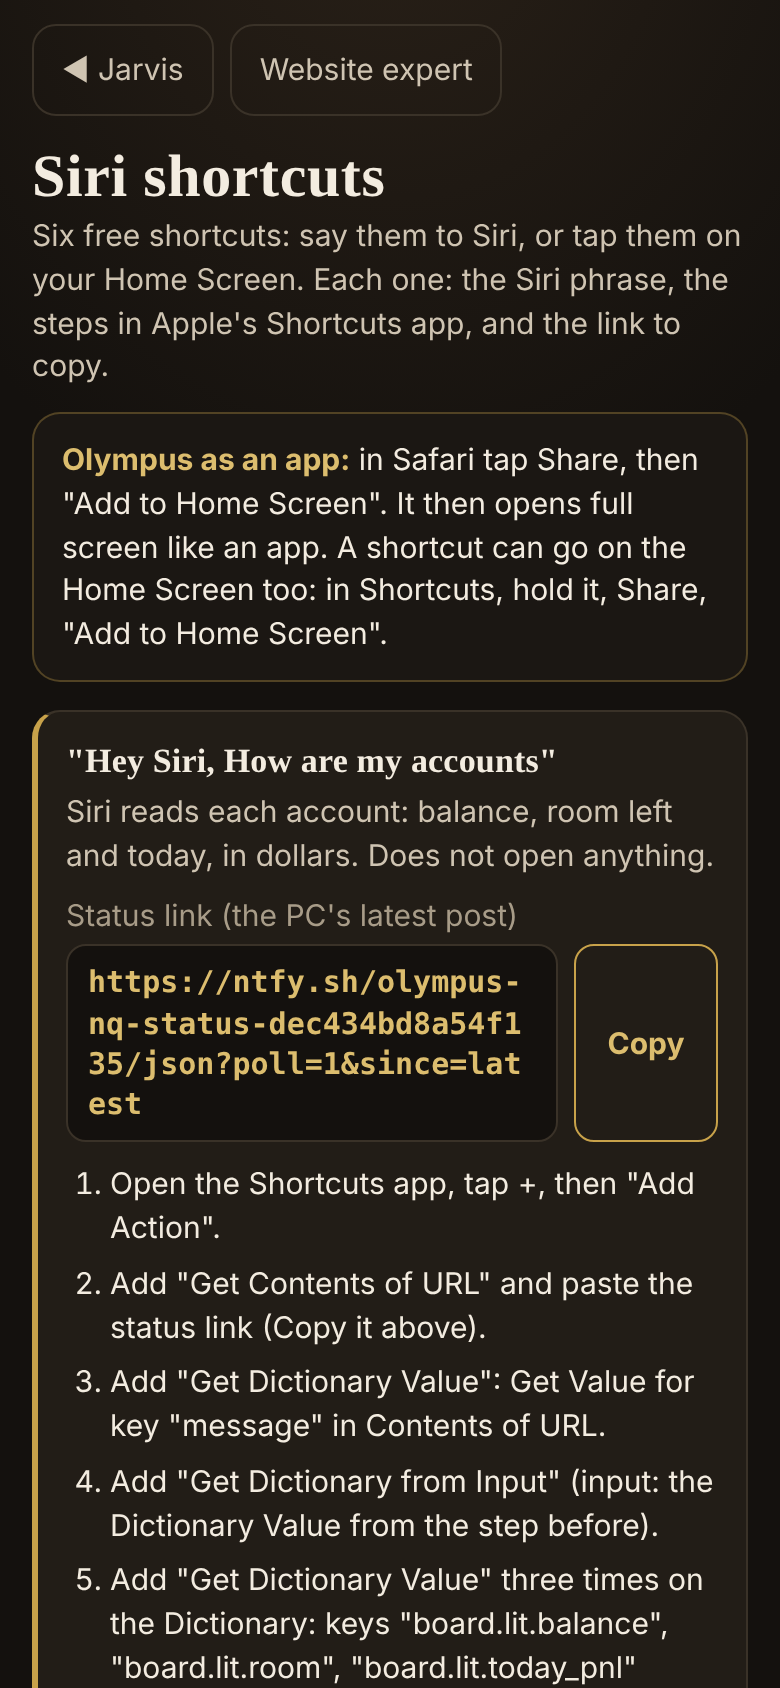 ◀ Jarvis
Website expert
Siri shortcuts
Six free shortcuts: say them to Siri, or tap them on
your Home Screen. Each one: the Siri phrase, the
steps in Apple's Shortcuts app, and the link to
copy.
Olympus as an app: in Safari tap Share, then
"Add to Home Screen". It then opens full
screen like an app. A shortcut can go on the
Home Screen too: in Shortcuts, hold it, Share,
"Add to Home Screen".
"Hey Siri, How are my accounts"
Siri reads each account: balance, room left
and today, in dollars. Does not open anything.
Status link (the PC's latest post)
https://ntfy.sh/olympus-
nq-status-dec434bd8a54f1
35/json?poll=1&since=lat
est
Copy
1. Open the Shortcuts app, tap +, then "Add
Action".
2. Add "Get Contents of URL" and paste the
status link (Copy it above).
3. Add "Get Dictionary Value": Get Value for
key "message" in Contents of URL.
4. Add "Get Dictionary from Input" (input: the
Dictionary Value from the step before).
5. Add "Get Dictionary Value" three times on
the Dictionary: keys "board.lit.balance",
"board.lit.room", "board.lit.today_pnl"